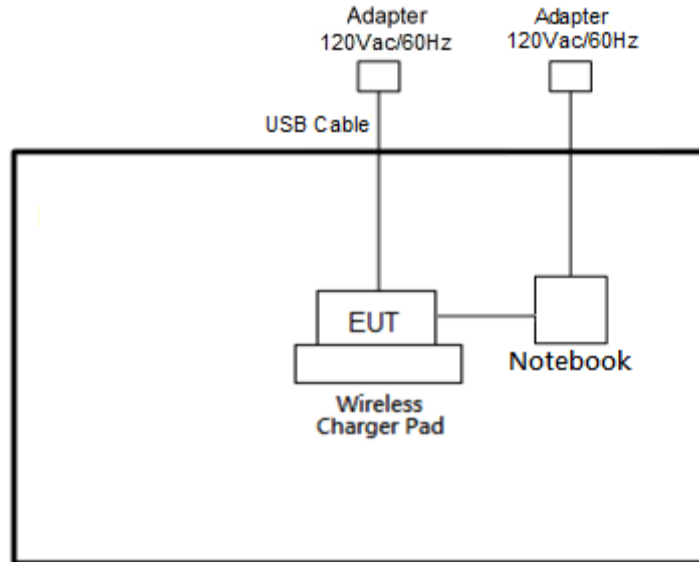 Adapter
120Vac/60Hz
Adapter
120Vac/60Hz
USB Cable
EUT
Notebook
Wireless
Charger Pad